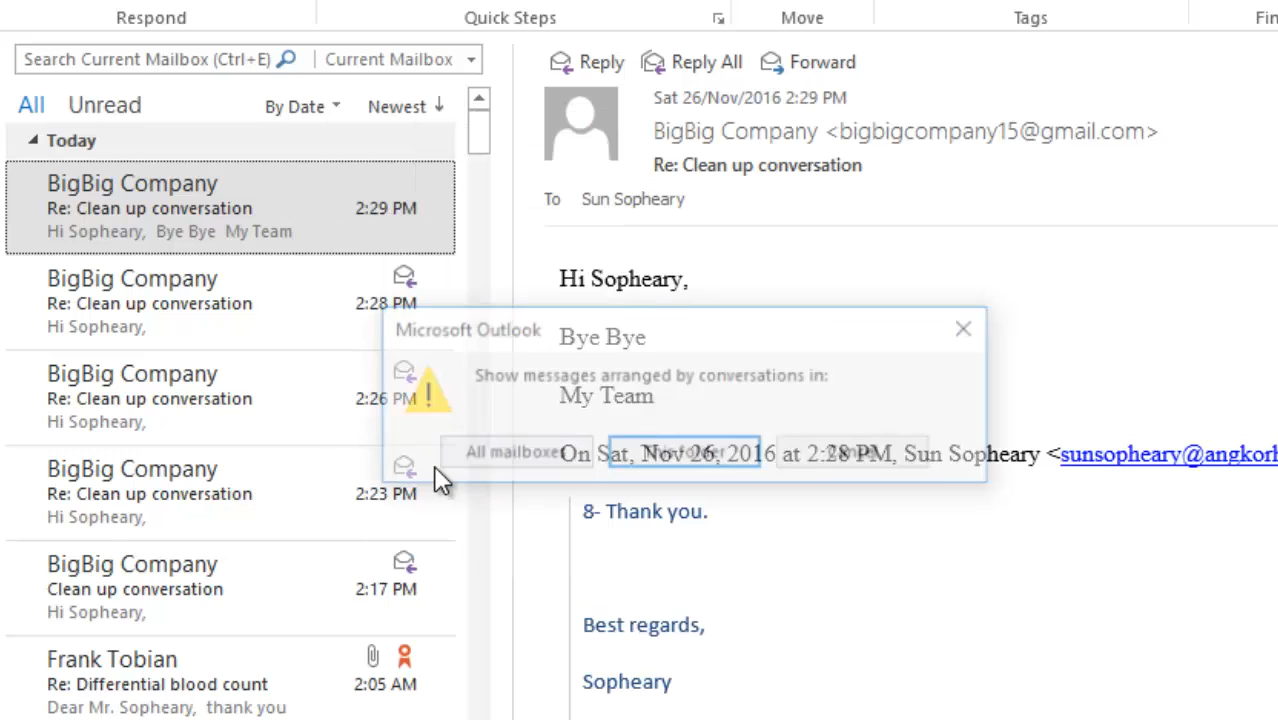 Respond
Quick Steps
Move
Tags
Search Current Mailbox (Ctrl+E)
Current Mailbox
All
Unread
By Date
Newest ↓
Today
BigBig Company
Re: Clean up conversation
2:29 PM
Hi Sopheary, Bye Bye My Team
BigBig Company
Re: Clean up conversation
2:28 PM
Hi Sopheary,
BigBig Company
Re: Clean up conversation
2:26 PM
Hi Sopheary,
BigBig Company
Re: Clean up conversation
2:23 PM
Hi Sopheary,
BigBig Company
Clean up conversation
2:17 PM
Hi Sopheary,
Frank Tobian
Re: Differential blood count
2:05 AM
Dear Mr. Sopheary, thank you
Reply
Reply All
Forward
Sat 26/Nov/2016 2:29 PM
BigBig Company <bigbigcompany15@gmail.com>
Re: Clean up conversation
To Sun Sopheary
Hi Sopheary,
Bye Bye
My Team
On Sat, Nov 26, 2016 at 2:28 PM, Sun Sopheary <sunsopheary@angkorh
8- Thank you.
Best regards,
Sopheary
Microsoft Outlook
Show messages arranged by conversations in:
All mailboxes